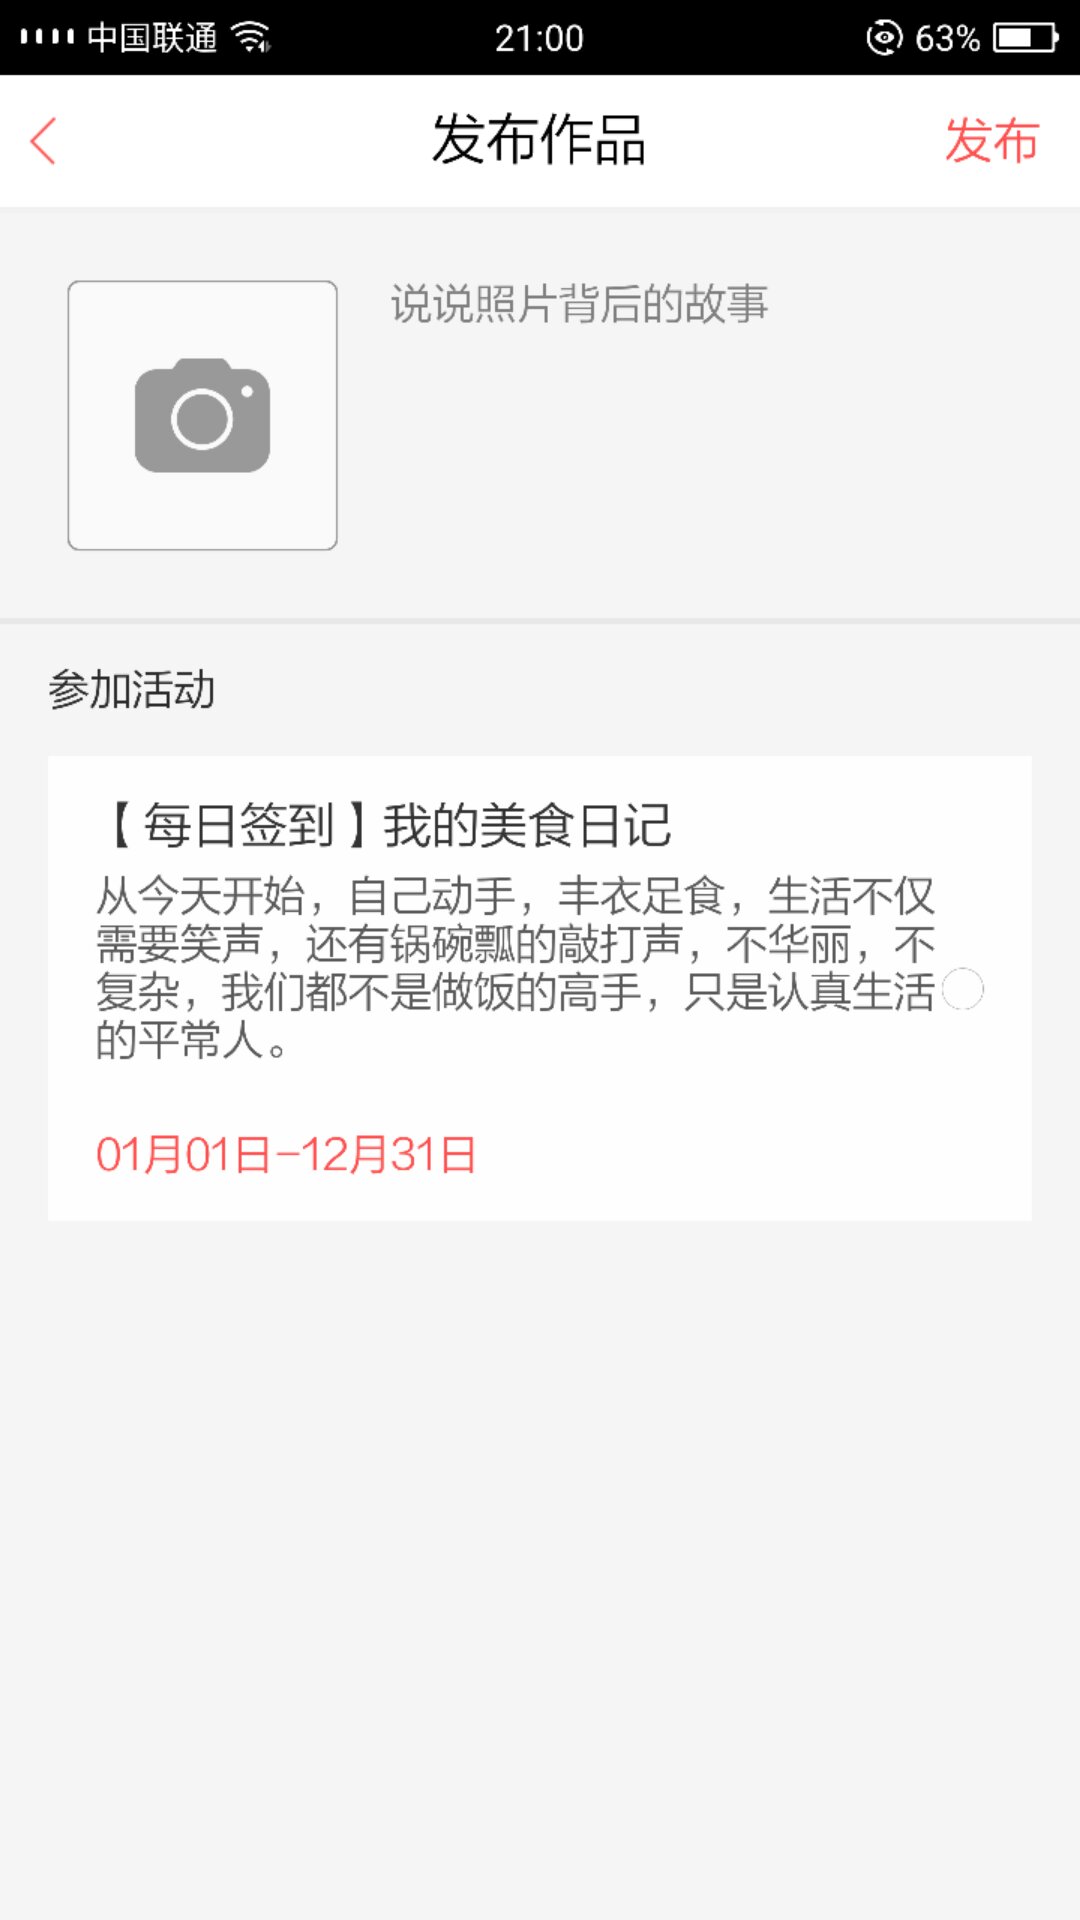 中国联通
21:00
63%
发布作品
发布
说说照片背后的故事
参加活动
【每日签到】我的美食日记
从今天开始，自己动手，丰衣足食，生活不仅
需要笑声，还有锅碗瓢的敲打声，不华丽，不
复杂，我们都不是做饭的高手，只是认真生活
的平常人。
01月01日-12月31日